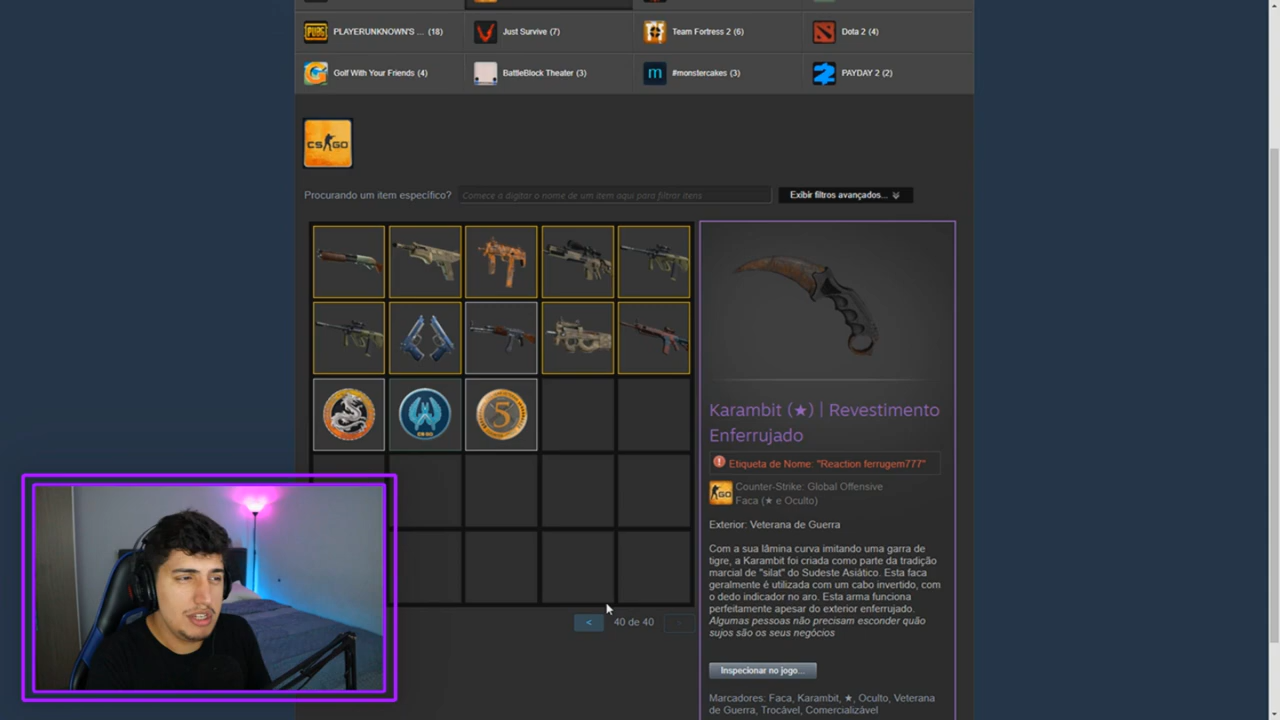 PLAYERUNKNOWN'S ... (18)
Just Survive (7)
Team Fortress 2 (6)
Dota 2 (4)
Golf With Your Friends (4)
BattleBlock Theater (3)
#monstercakes (3)
PAYDAY 2 (2)
CS GO
Procurando um item específico?
Comece a digitar o nome de um item aqui para filtrar itens
Exibir filtros avançados...
Karambit (★) | Revestimento
Enferrujado
Etiqueta de Nome: "Reaction ferrugem777"
Counter-Strike: Global Offensive
Faca (★ e Oculto)
Exterior: Veterana de Guerra
Com a sua lâmina curva imitando uma garra de
tigre, a Karambit foi criada como parte da tradição
marcial de "silat" do Sudeste Asiático. Esta faca
geralmente é utilizada com um cabo invertido, com
o dedo indicador no aro. Esta arma funciona
perfeitamente apesar do exterior enferrujado.
Algumas pessoas não precisam esconder quão
sujos são os seus negócios
< 40 de 40 >
Inspecionar no jogo...
Marcadores: Faca, Karambit, ★, Oculto, Veterana
de Guerra, Trocável, Comercializável